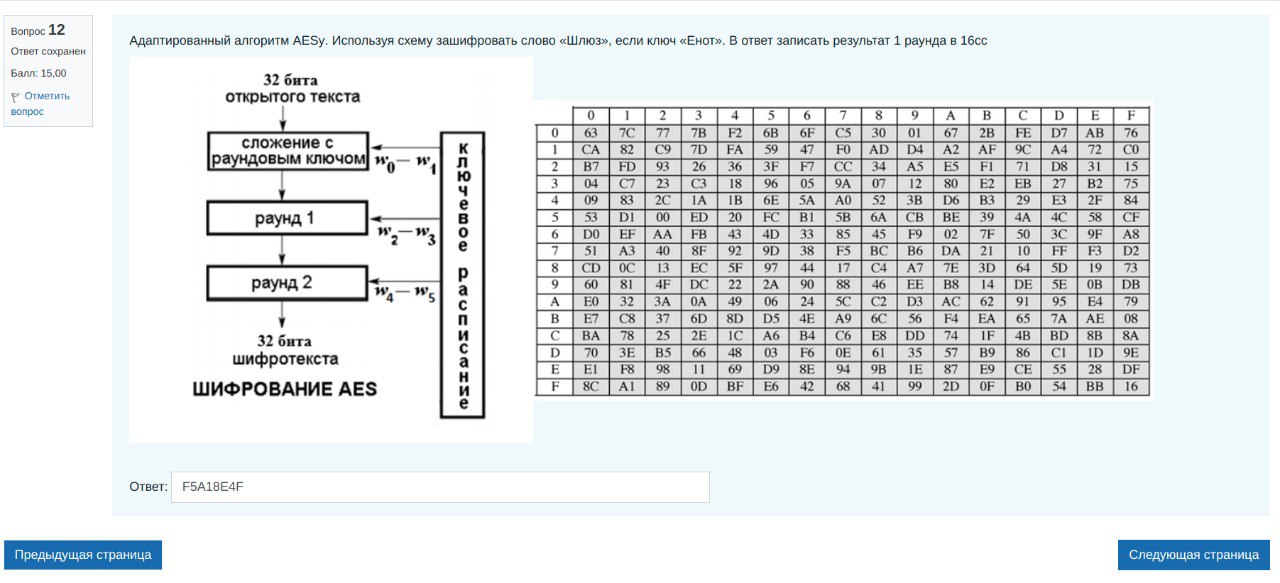 Вопрос 12
Ответ сохранен
Балл: 15,00
Отметить
вопрос
Адаптированный алгоритм AESу. Используя схему зашифровать слово «Шлюз», если ключ «Енот». В ответ записать результат 1 раунда в 16сс
32 бита
открытого текста
сложение с
раундовым ключом
w0— w1
раунд 1
w2— w3
раунд 2
w4— w5
32 бита
шифротекста
ШИФРОВАНИЕ AES
ключевое расписание
0 1 2 3 4 5 6 7 8 9 A B C D E F
0 63 7C 77 7B F2 6B 6F C5 30 01 67 2B FE D7 AB 76
1 CA 82 C9 7D FA 59 47 F0 AD D4 A2 AF 9C A4 72 C0
2 B7 FD 93 26 36 3F F7 CC 34 A5 E5 F1 71 D8 31 15
3 04 C7 23 C3 18 96 05 9A 07 12 80 E2 EB 27 B2 75
4 09 83 2C 1A 1B 6E 5A A0 52 3B D6 B3 29 E3 2F 84
5 53 D1 00 ED 20 FC B1 5B 6A CB BE 39 4A 4C 58 CF
6 D0 EF AA FB 43 4D 33 85 45 F9 02 7F 50 3C 9F A8
7 51 A3 40 8F 92 9D 38 F5 BC B6 DA 21 10 FF F3 D2
8 CD 0C 13 EC 5F 97 44 17 C4 A7 7E 3D 64 5D 19 73
9 60 81 4F DC 22 2A 90 88 46 EE B8 14 DE 5E 0B DB
A E0 32 3A 0A 49 06 24 5C C2 D3 AC 62 91 95 E4 79
B E7 C8 37 6D 8D D5 4E A9 6C 56 F4 EA 65 7A AE 08
C BA 78 25 2E 1C A6 B4 C6 E8 DD 74 1F 4B BD 8B 8A
D 70 3E B5 66 48 03 F6 0E 61 35 57 B9 86 C1 1D 9E
E E1 F8 98 11 69 D9 8E 94 9B 1E 87 E9 CE 55 28 DF
F 8C A1 89 0D BF E6 42 68 41 99 2D 0F B0 54 BB 16
Ответ: F5A18E4F
Предыдущая страница
Следующая страница